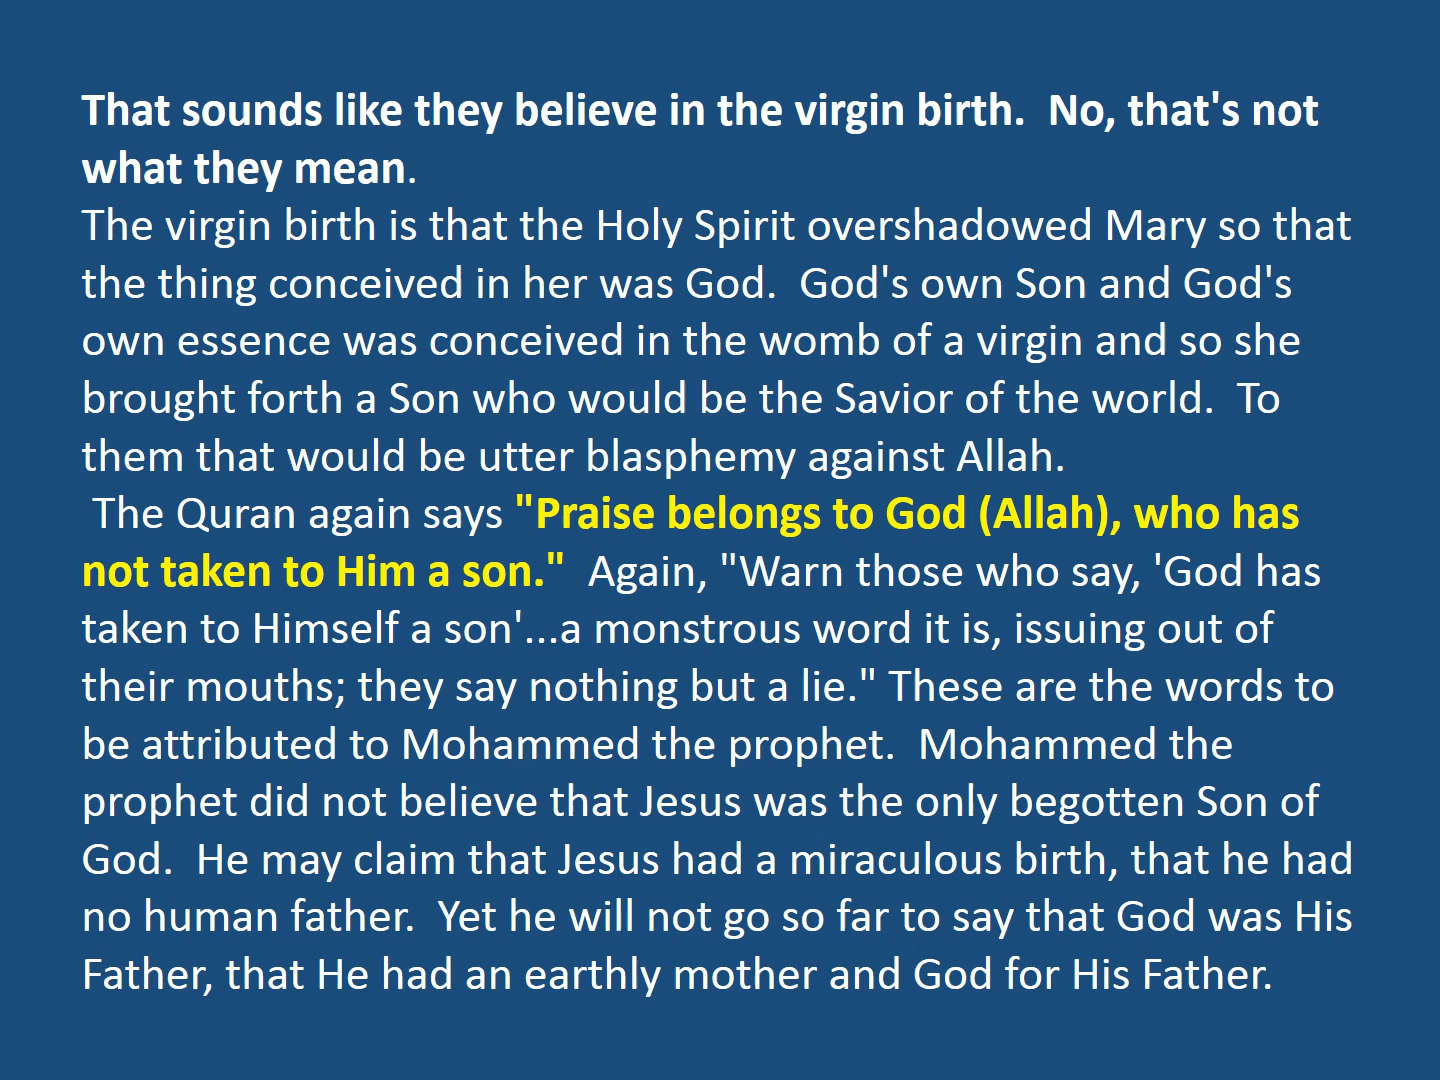 That sounds like they believe in the virgin birth.  No, that's not
what they mean.
The virgin birth is that the Holy Spirit overshadowed Mary so that
the thing conceived in her was God.  God's own Son and God's
own essence was conceived in the womb of a virgin and so she
brought forth a Son who would be the Savior of the world.  To
them that would be utter blasphemy against Allah.
The Quran again says "Praise belongs to God (Allah), who has
not taken to Him a son."  Again, "Warn those who say, 'God has
taken to Himself a son'...a monstrous word it is, issuing out of
their mouths; they say nothing but a lie." These are the words to
be attributed to Mohammed the prophet.  Mohammed the
prophet did not believe that Jesus was the only begotten Son of
God.  He may claim that Jesus had a miraculous birth, that he had
no human father.  Yet he will not go so far to say that God was His
Father, that He had an earthly mother and God for His Father.